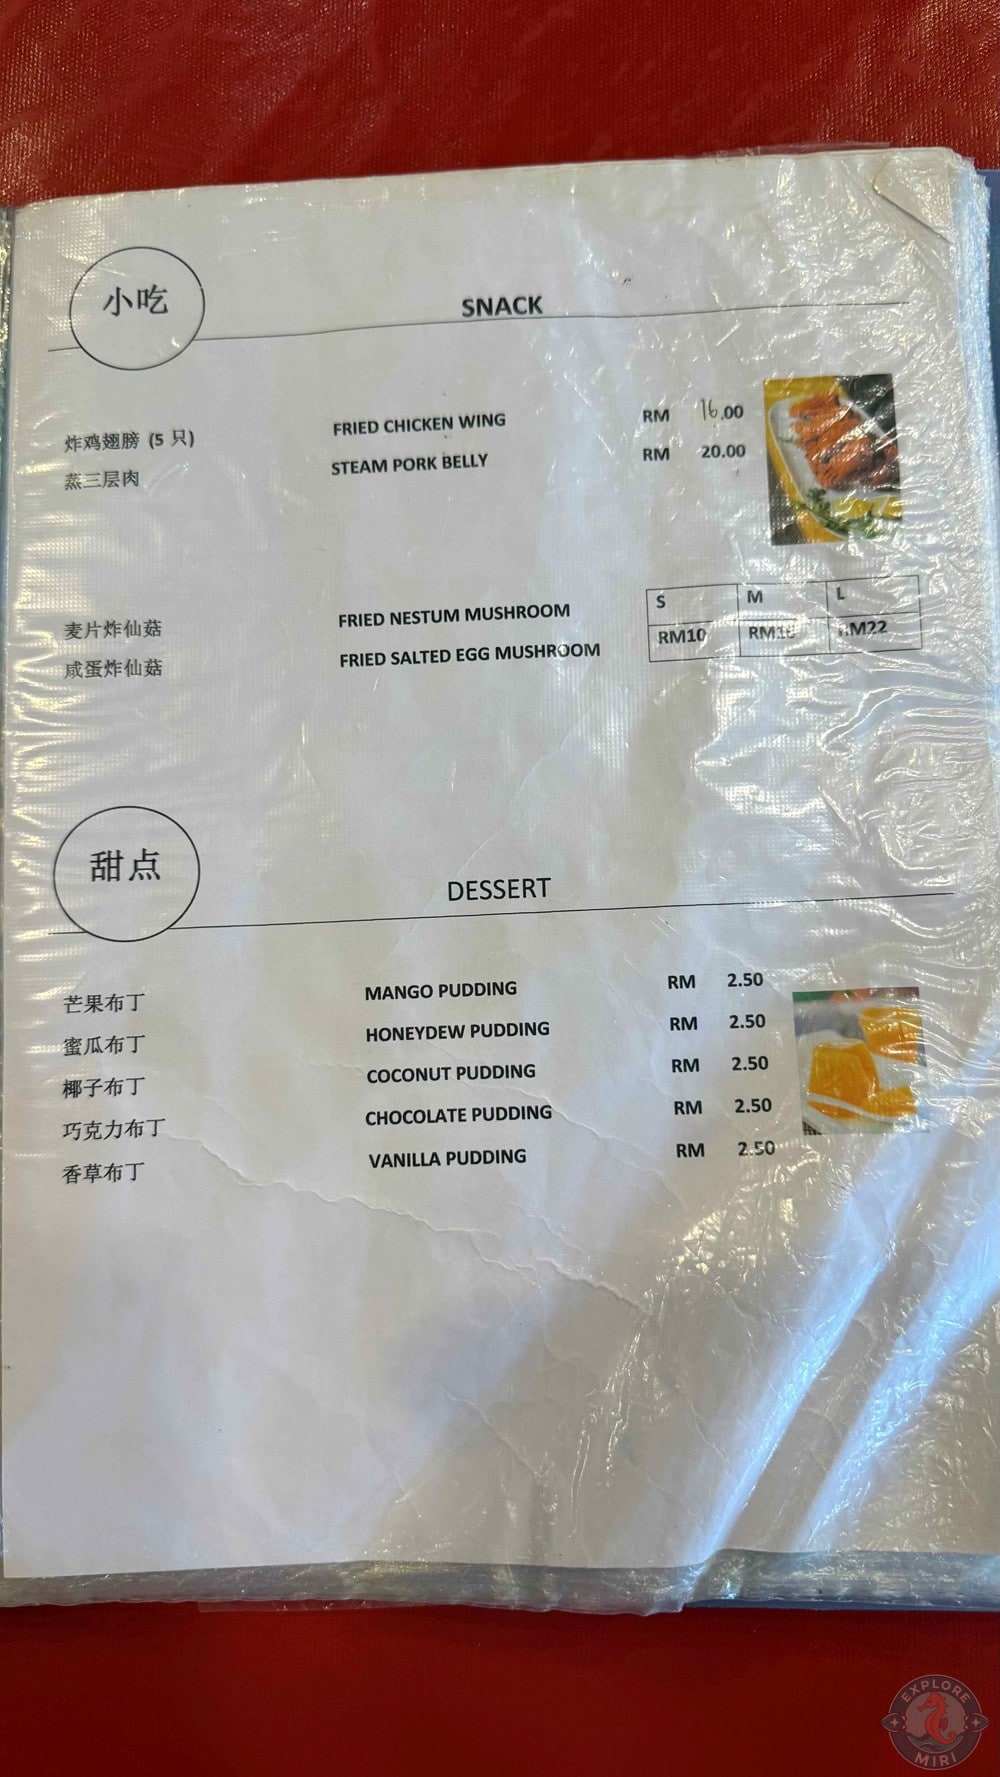 小吃 SNACK
炸鸡翅膀 (5 只) FRIED CHICKEN WING RM 16.00
蒸三层肉 STEAM PORK BELLY RM 20.00
S M L
麦片炸仙菇 FRIED NESTUM MUSHROOM
RM10 RM22
咸蛋炸仙菇 FRIED SALTED EGG MUSHROOM
甜点 DESSERT
芒果布丁 MANGO PUDDING RM 2.50
蜜瓜布丁 HONEYDEW PUDDING RM 2.50
椰子布丁 COCONUT PUDDING RM 2.50
巧克力布丁 CHOCOLATE PUDDING RM 2.50
香草布丁 VANILLA PUDDING RM 2.50
EXPLORE
MIRI